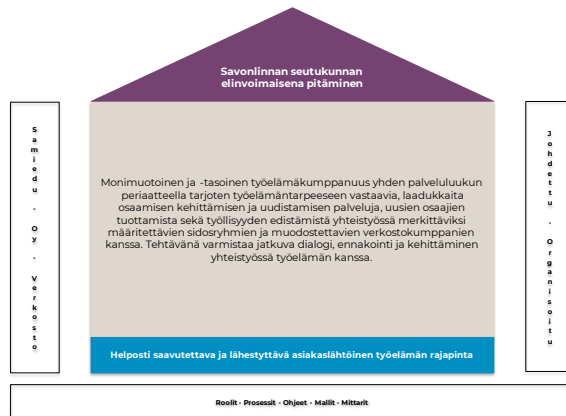 Savonlinnan seutukunnan
elinvoimaisena pitäminen
Samiedu - Oy - Verkosto
Monimuotoinen ja -tasoinen työelämäkumppanuus yhden palveluluukun
periaatteella tarjoten työelämäntarpeeseen vastaavia, laadukkaita
osaamisen kehittämisen ja uudistamisen palveluja, uusien osaajien
tuottamista sekä työllisyyden edistämistä yhteistyössä merkittäviksi
määritettävien sidosryhmien ja muodostettavien verkostokumppanien
kanssa. Tehtävänä varmistaa jatkuva dialogi, ennakointi ja kehittäminen
yhteistyössä työelämän kanssa.
Johdettu - Organisoitu
Helposti saavutettava ja lähestyttävä asiakaslähtöinen työelämän rajapinta
Roolit - Prosessit - Ohjeet - Mallit - Mittarit